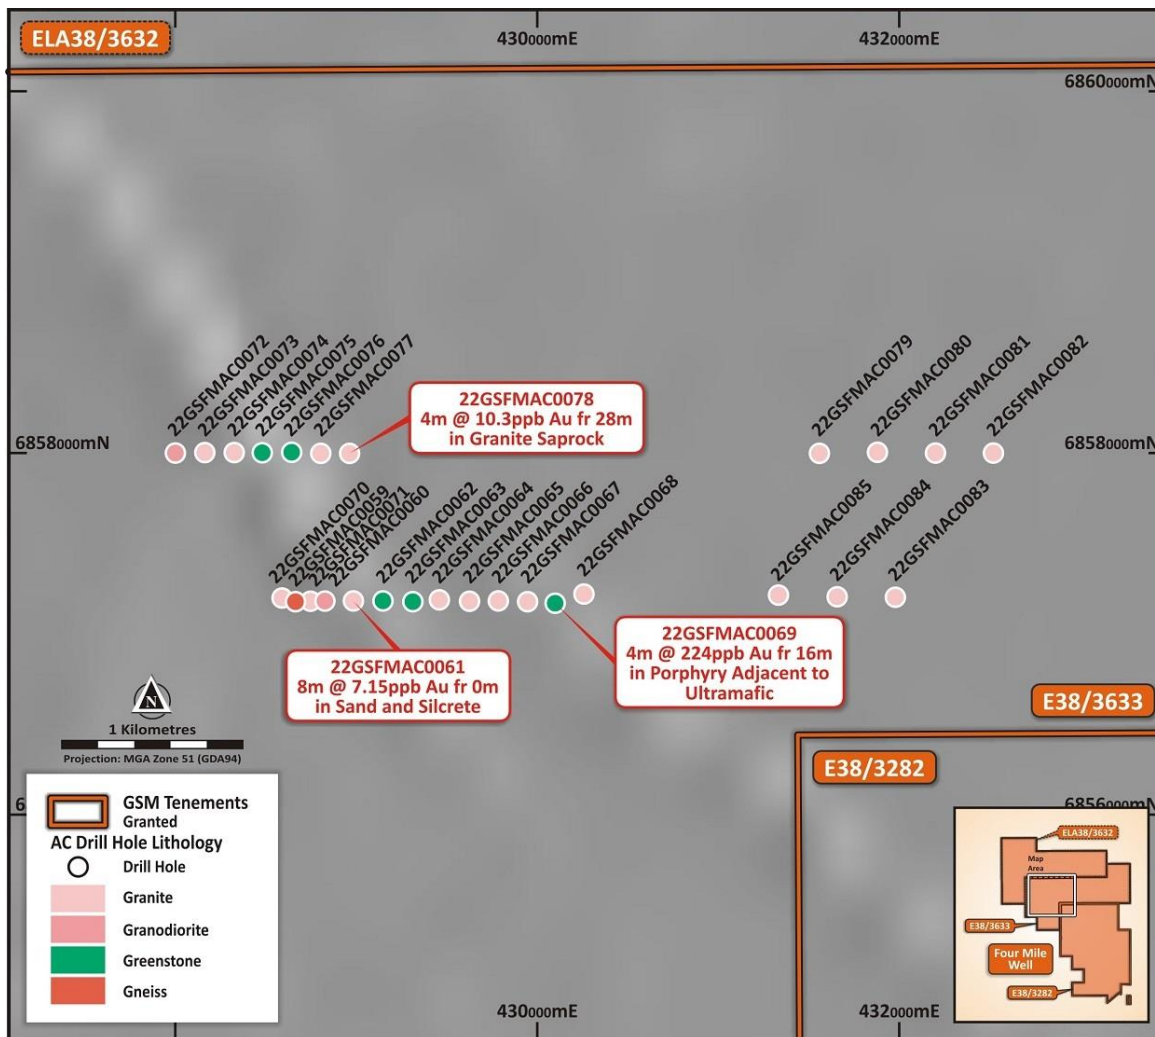 ELA38/3632
430000mE
432000mE
6860000mN
22GSFMAC0072
22GSFMAC0073
22GSFMAC0074
22GSFMAC0075
22GSFMAC0076
22GSFMAC0077
22GSFMAC0078
4m @ 10.3ppb Au fr 28m
in Granite Saprock
22GSFMAC0079
22GSFMAC0080
22GSFMAC0081
22GSFMAC0082
6858000mN
6858000mN
22GSFMAC0070
22GSFMAC0059
22GSFMAC0071
22GSFMAC0060
22GSFMAC0062
22GSFMAC0063
22GSFMAC0064
22GSFMAC0065
22GSFMAC0066
22GSFMAC0067
22GSFMAC0068
22GSFMAC0085
22GSFMAC0084
22GSFMAC0083
22GSFMAC0061
8m @ 7.15ppb Au fr 0m
in Sand and Silcrete
22GSFMAC0069
4m @ 224ppb Au fr 16m
in Porphyry Adjacent to
Ultramafic
N
1 Kilometres
Projection: MGA Zone 51 (GDA94)
E38/3633
E38/3282
6856000mN
GSM Tenements
Granted
AC Drill Hole Lithology
Drill Hole
Granite
Granodiorite
Greenstone
Gneiss
ELA38/3632
Map
Area
E38/3633
Four Mile
Well
E38/3282
430000mE
432000mE